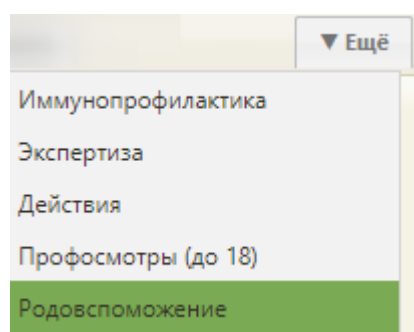 ▼ Ещё
Иммунопрофилактика
Экспертиза
Действия
Профосмотры (до 18)
Родовспоможение